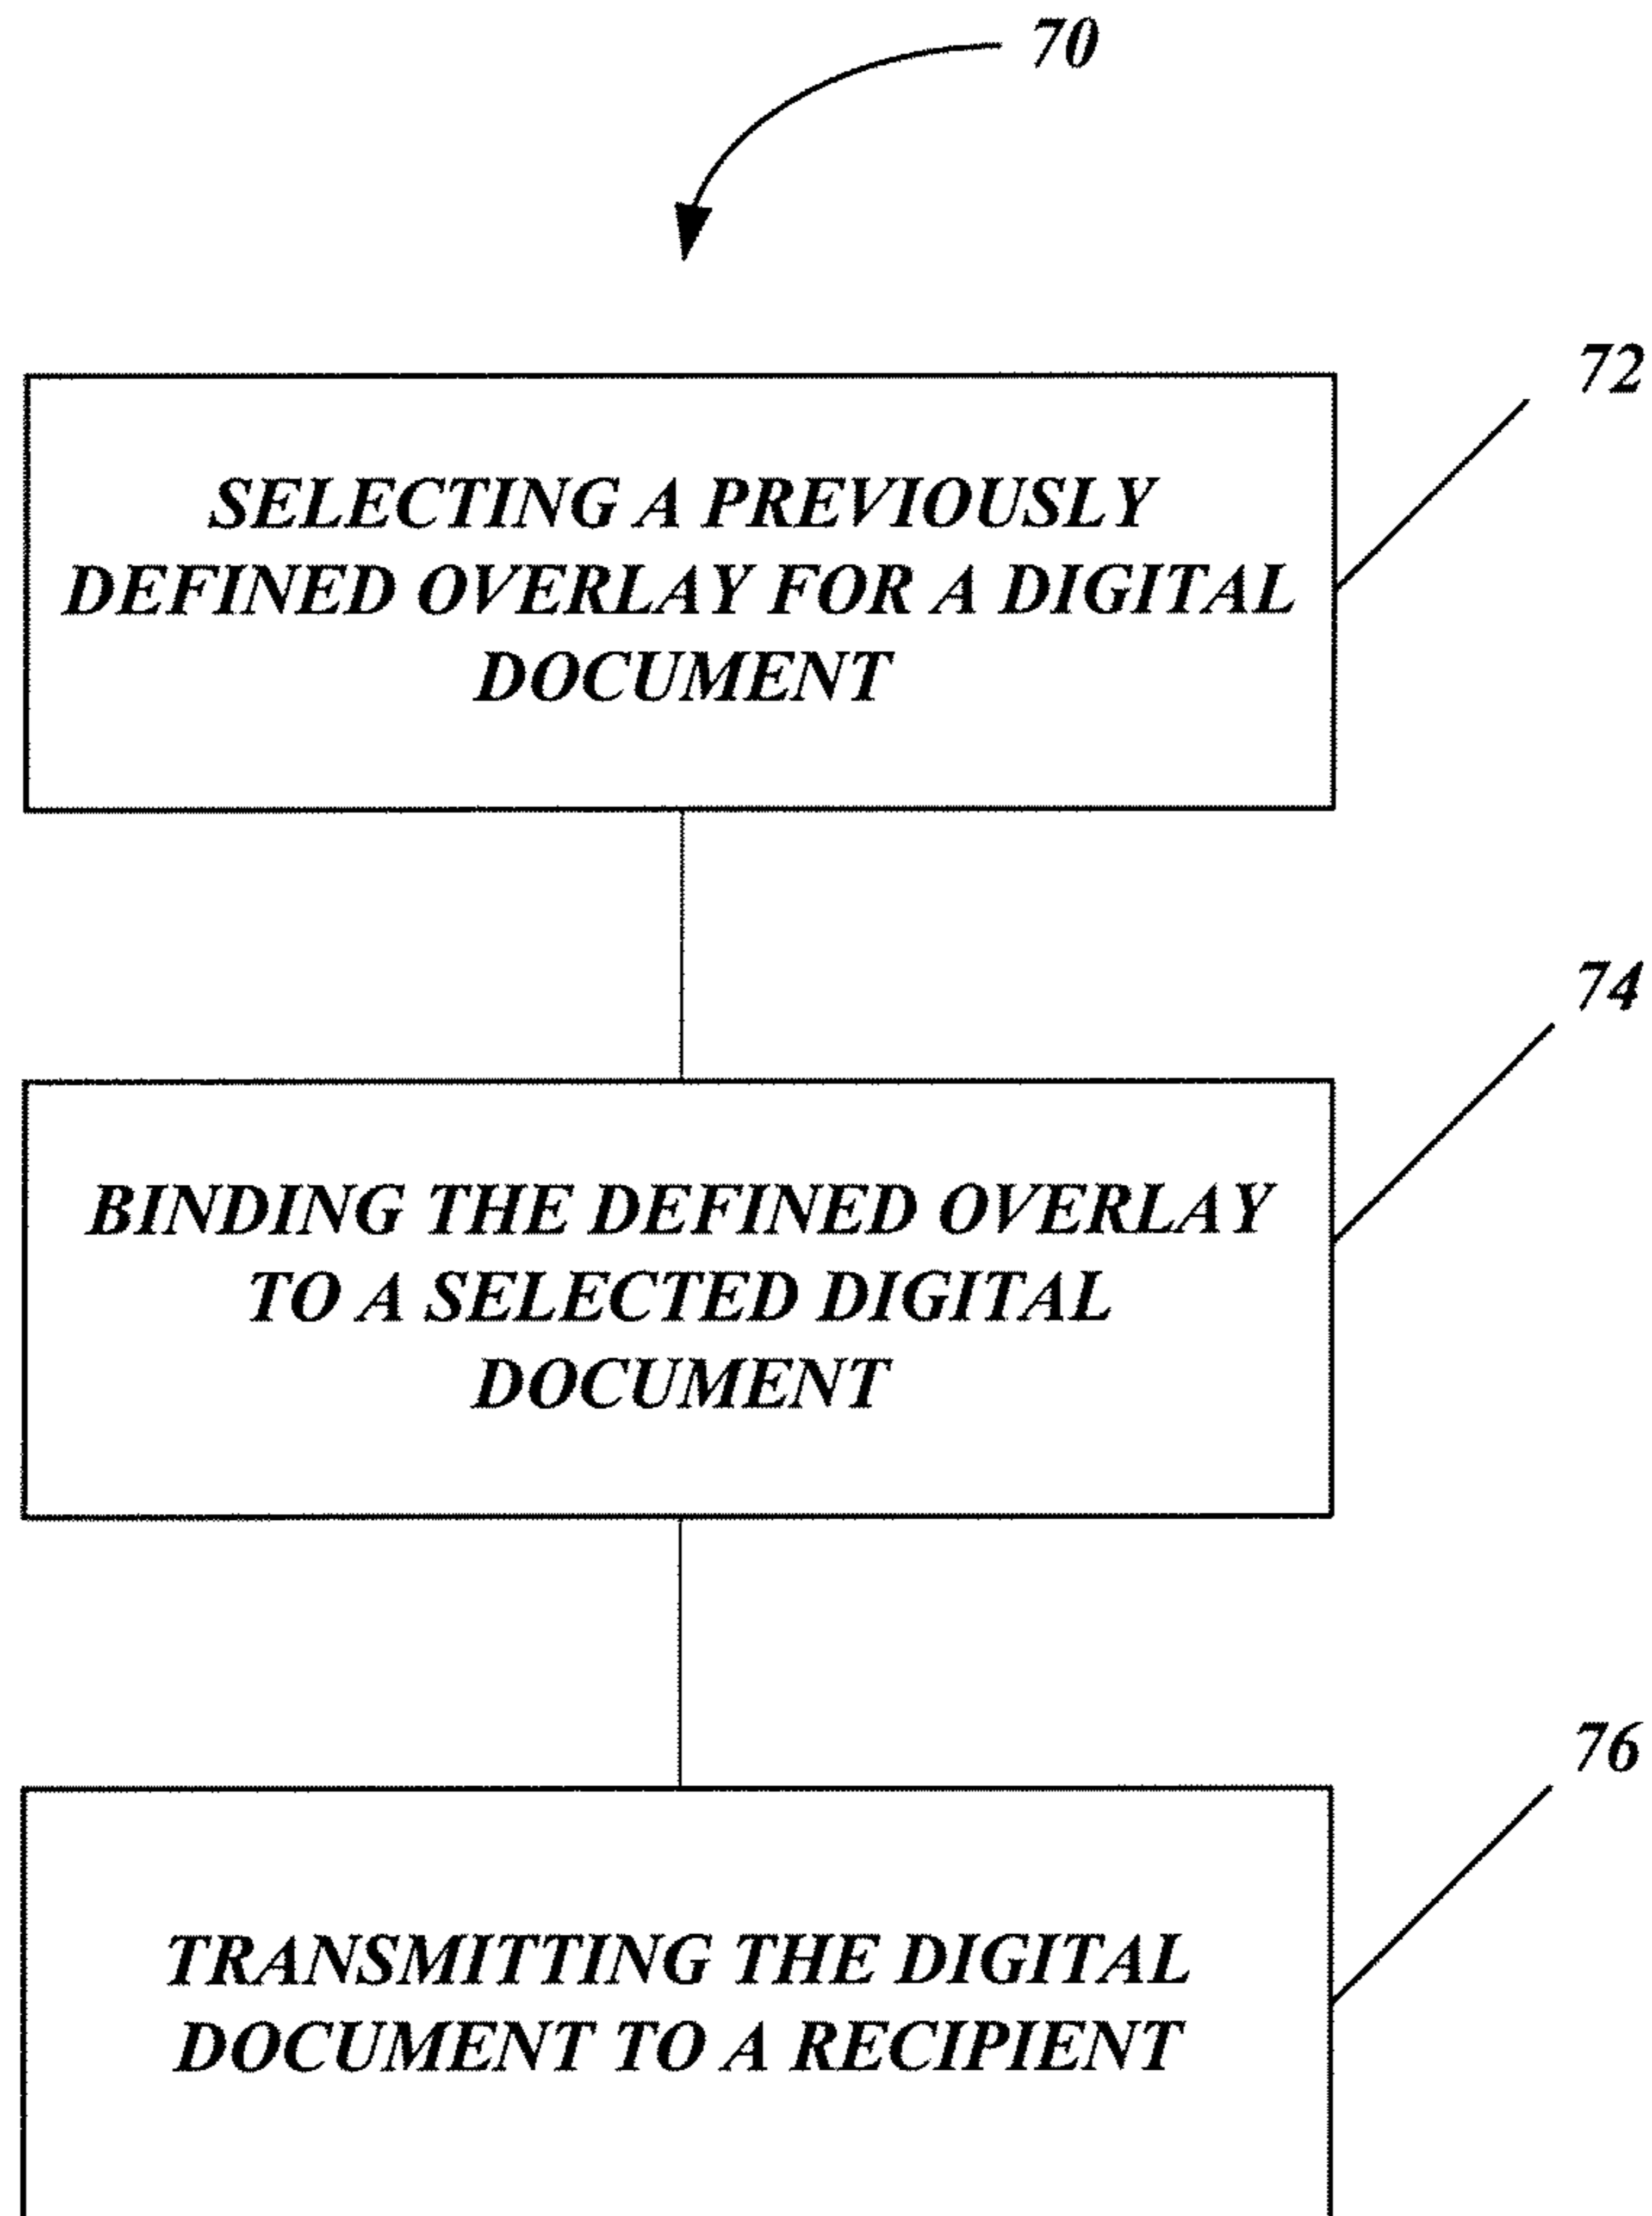 70
72
SELECTING A PREVIOUSLY
DEFINED OVERLAY FOR A DIGITAL
DOCUMENT
74
BINDING THE DEFINED OVERLAY
TO A SELECTED DIGITAL
DOCUMENT
76
TRANSMITTING THE DIGITAL
DOCUMENT TO A RECIPIENT